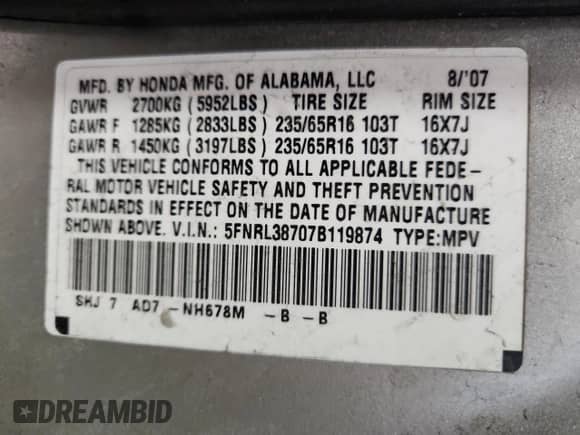 MFD. BY HONDA MFG. OF ALABAMA, LLC 8/'07
GVWR 2700KG (5952LBS) TIRE SIZE RIM SIZE
GAWR F 1285KG (2833LBS) 235/65R16 103T 16X7J
GAWR R 1450KG (3197LBS) 235/65R16 103T 16X7J
THIS VEHICLE CONFORMS TO ALL APPLICABLE FEDE-
RAL MOTOR VEHICLE SAFETY AND THEFT PREVENTION
STANDARDS IN EFFECT ON THE DATE OF MANUFACTURE
SHOWN ABOVE. V.I.N.: 5FNRL38707B119874 TYPE:MPV
SHJ 7 AD7 -NH678M -B -B
DREAMBID